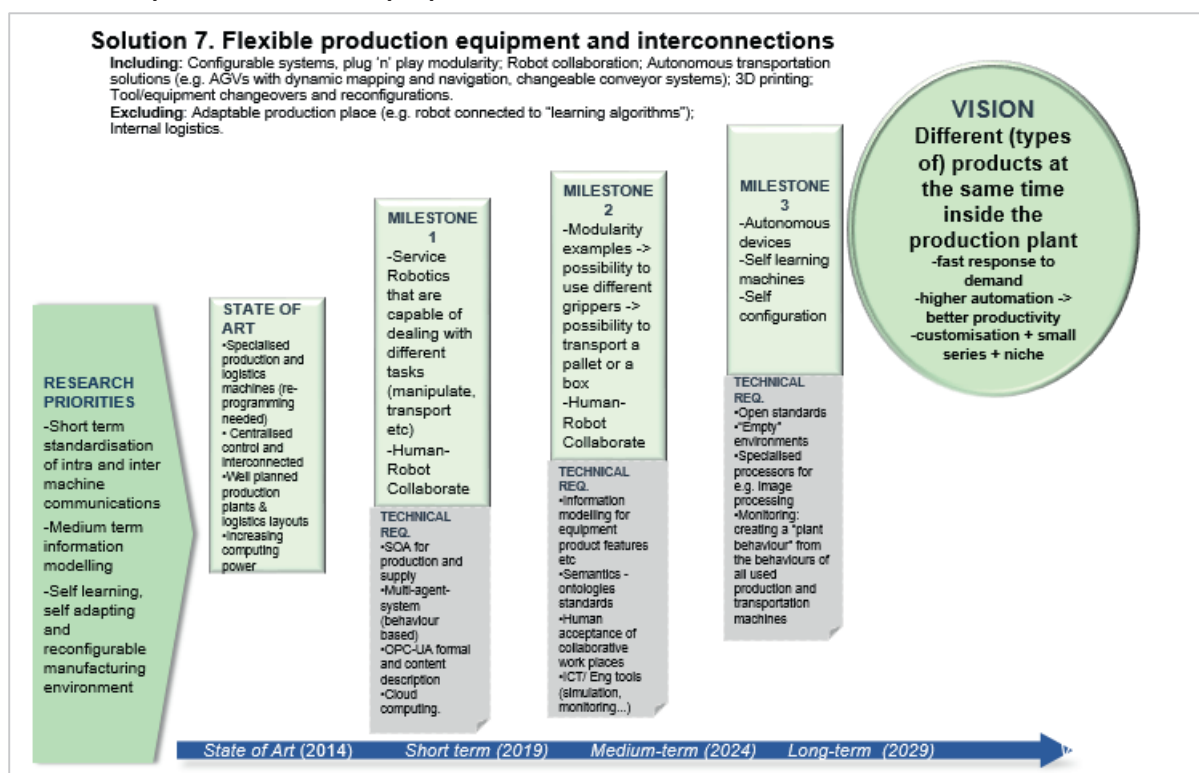 Solution 7. Flexible production equipment and interconnections
Including: Configurable systems, plug 'n' play modularity; Robot collaboration; Autonomous transportation
solutions (e.g. AGVs with dynamic mapping and navigation, changeable conveyor systems); 3D printing;
Tool/equipment changeovers and reconfigurations.
Excluding: Adaptable production place (e.g. robot connected to "learning algorithms");
Internal logistics.
RESEARCH
PRIORITIES
-Short term
standardisation
of intra and inter
machine
communications
-Medium term
information
modelling
-Self learning,
self adapting
and
reconfigurable
manufacturing
environment
STATE OF
ART
•Specialised
production and
logistics
machines (re-
programming
needed)
• Centralised
control and
interconnected
•Well planned
production
plants &
logistics layouts
•Increasing
computing
power
MILESTONE
1
-Service
Robotics
that are
capable of
dealing with
different
tasks
(manipulate,
transport
etc)
-Human-
Robot
Collaborate
TECHNICAL
REQ.
•SOA for
production and
supply
•Multi-agent-
system
(behaviour
based)
•OPC-UA formal
and content
description
•Cloud
computing.
MILESTONE
2
-Modularity
examples ->
possibility to
use different
grippers ->
possibility to
transport a
pallet or a
box
-Human-
Robot
Collaborate
TECHNICAL
REQ.
•Information
modelling for
equipment
product features
etc
•Semantics -
ontologies
standards
•Human
acceptance of
collaborative
work places
•ICT/ Eng tools
(simulation,
monitoring...)
MILESTONE
3
-Autonomous
devices
-Self learning
machines
-Self
configuration
TECHNICAL
REQ.
•Open standards
•"Empty"
environments
•Specialised
processors for
e.g. image
processing
•Monitoring:
creating a "plant
behaviour" from
the behaviours of
all used
production and
transportation
machines
VISION
Different (types
of) products at
the same time
inside the
production plant
-fast response to
demand
-higher automation ->
better productivity
-customisation + small
series + niche
State of Art (2014) Short term (2019) Medium-term (2024) Long-term (2029)